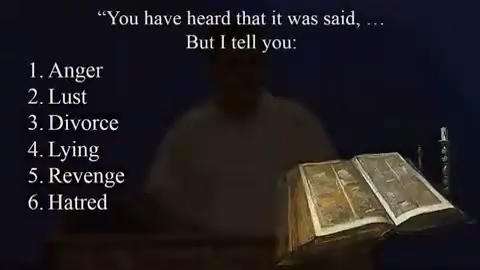 “You have heard that it was said, …
But I tell you:
1. Anger
2. Lust
3. Divorce
4. Lying
5. Revenge
6. Hatred